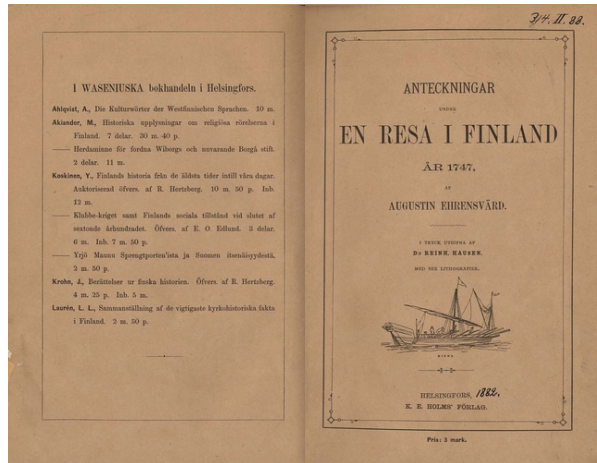 I WASENIUSKA bokhandeln i Helsingfors.
Ahlqvist, A., Die Kulturwörter der Westfinnischen Sprachen. 10 m.
Akiander, M., Historiska upplysningar om religiösa rörelserna i
Finland. 7 delar. 30 m. 40 p.
—— Herdaminne för fordna Wiborgs och nuvarande Borgå stift.
2 delar. 11 m.
Koskinen, Y., Finlands historia från de äldsta tider intill våra dagar.
Auktoriserad öfvers. af R. Hertzberg. 10 m. 50 p. Inb.
12 m.
—— Klubbe-kriget samt Finlands sociala tillstånd vid slutet af
sextonde århundradet. Öfvers. af E. O. Edlund. 3 delar.
6 m. Inb. 7 m. 50 p.
—— Yrjö Maunu Sprengtporten'ista ja Suomen itsenäisyydestä.
2 m. 50 p.
Krohn, J., Berättelser ur finska historien. Öfvers. af R. Hertzberg.
4 m. 25 p. Inb. 5 m.
Laurén, L. L., Sammanställning af de vigtigaste kyrkohistoriska fakta
i Finland. 2 m. 50 p.
3/4. II. 88.
ANTECKNINGAR
UNDER
EN RESA I FINLAND
ÅR 1747,
AF
AUGUSTIN EHRENSVÄRD.
I TRYCK UTGIFNA AF
Dr REINH. HAUSEN.
MED SEX LITHOGRAFIER.
HELSINGFORS, 1882.
K. E. HOLMS' FÖRLAG.
Pris: 3 mark.